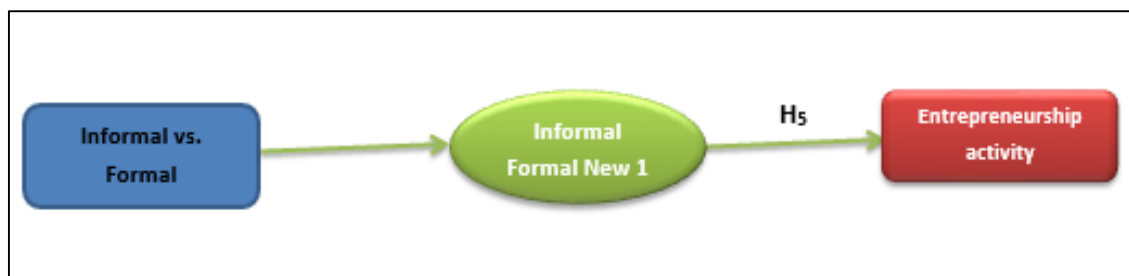 Informal vs.
Formal
Informal
Formal New 1
H₅
Entrepreneurship
activity